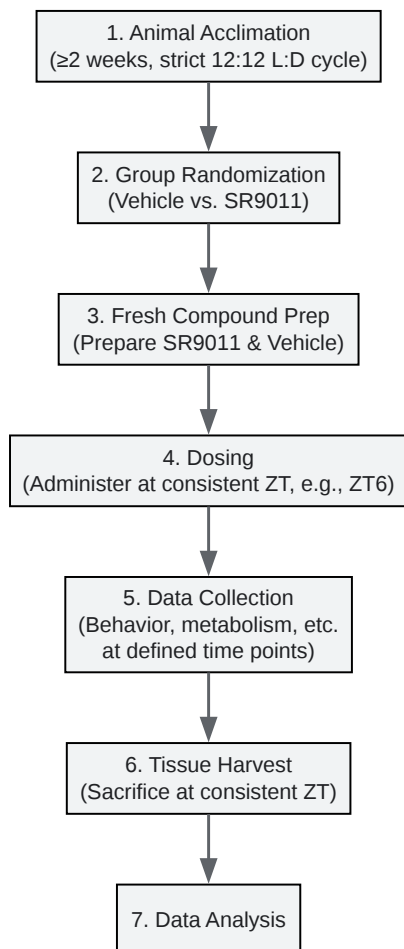 1. Animal Acclimation
(≥2 weeks, strict 12:12 L:D cycle)
2. Group Randomization
(Vehicle vs. SR9011)
3. Fresh Compound Prep
(Prepare SR9011 & Vehicle)
4. Dosing
(Administer at consistent ZT, e.g., ZT6)
5. Data Collection
(Behavior, metabolism, etc.
at defined time points)
6. Tissue Harvest
(Sacrifice at consistent ZT)
7. Data Analysis